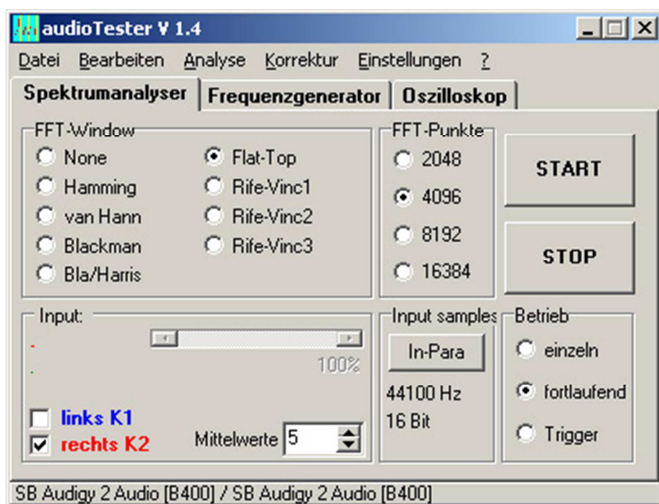 audioTester V 1.4
Datei Bearbeiten Analyse Korrektur Einstellungen ?
Spektrumanalyser Frequenzgenerator Oszilloskop
FFT-Window
None
Hamming
van Hann
Blackman
Bla/Harris
Flat-Top
Rife-Vinc1
Rife-Vinc2
Rife-Vinc3
FFT-Punkte
2048
4096
8192
16384
START
STOP
Input:
100%
links K1
rechts K2
Mittelwerte 5
Input samples
In-Para
44100 Hz
16 Bit
Betrieb
einzeln
fortlaufend
Trigger
SB Audigy 2 Audio [B400] / SB Audigy 2 Audio [B400]